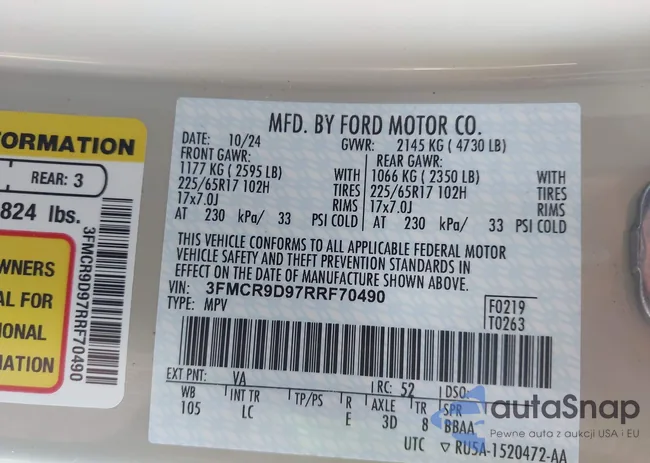 FORMATION
REAR: 3
824 lbs.
WNERS
AL FOR
IONAL
MATION
3FMCR9D97RRF70490
MFD. BY FORD MOTOR CO.
DATE: 10/24 GVWR: 2145 KG ( 4730 LB)
FRONT GAWR: REAR GAWR:
1177 KG ( 2595 LB) 1066 KG ( 2350 LB) WITH
225/65R17 102H 225/65R17 102H TIRES
17x7.0J 17x7.0J RIMS
AT 230 kPa/ 33 PSI COLD AT 230 kPa/ 33 PSI COLD
WITH
TIRES
RIMS
THIS VEHICLE CONFORMS TO ALL APPLICABLE FEDERAL MOTOR
VEHICLE SAFETY AND THEFT PREVENTION STANDARDS IN
EFFECT ON THE DATE OF MANUFACTURE SHOWN ABOVE.
VIN: 3FMCR9D97RRF70490
TYPE: MPV
F0219
T0263
EXT PNT: VA RC: 52 DSO:
WB INT TR TP/PS R AXLE TR SPR
105 LC E 3D 8 BBAA
UTC ▽ RU5A-1520472-AA
autaSnap
Pewne auta z aukcji USA i EU